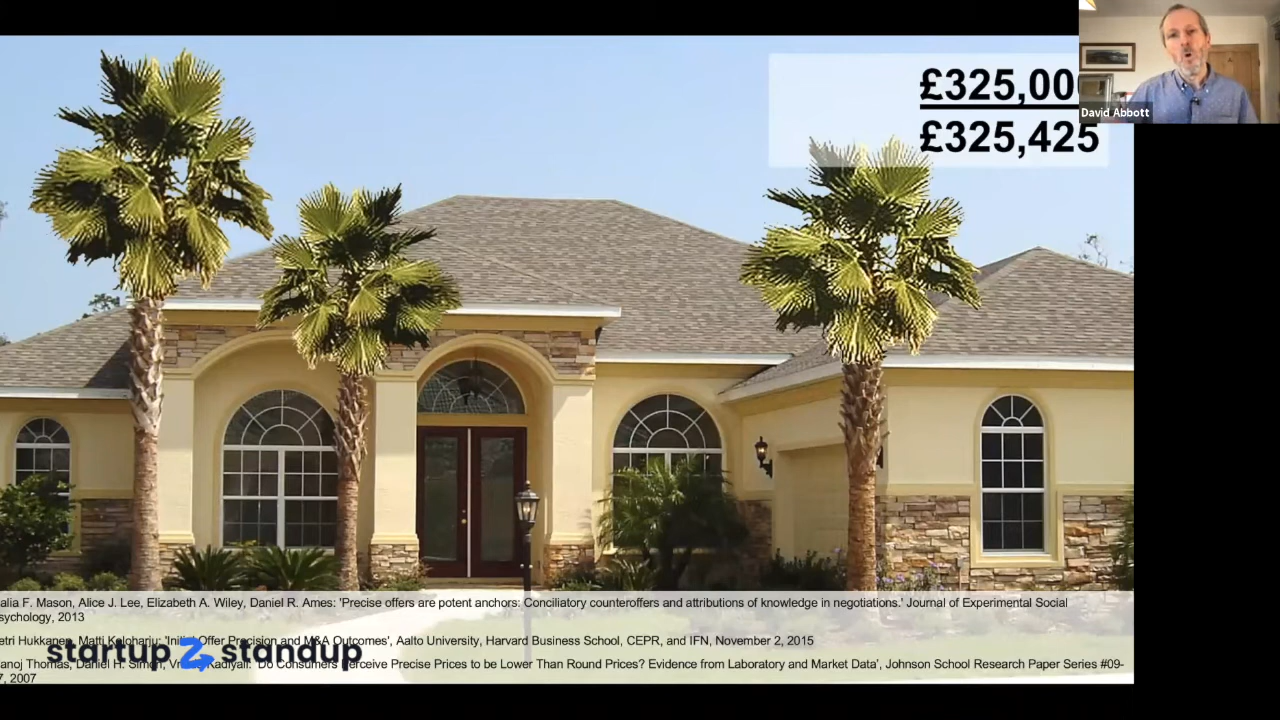 £325,00
David Abbott
£325,425
alia F. Mason, Alice J. Lee, Elizabeth A. Wiley, Daniel R. Ames: 'Precise offers are potent anchors: Conciliatory counteroffers and attributions of knowledge in negotiations.' Journal of Experimental Social
sychology, 2013
etri Hukkanen, Matti Keloharju: 'Initial Offer Precision and M&A Outcomes', Aalto University, Harvard Business School, CEPR, and IFN, November 2, 2015
startup 2 standup
anoj Thomas, Daniel H. Simon, Kadiyali: 'Do Consumers Perceive Precise Prices to be Lower Than Round Prices? Evidence from Laboratory and Market Data', Johnson School Research Paper Series #09-
7, 2007